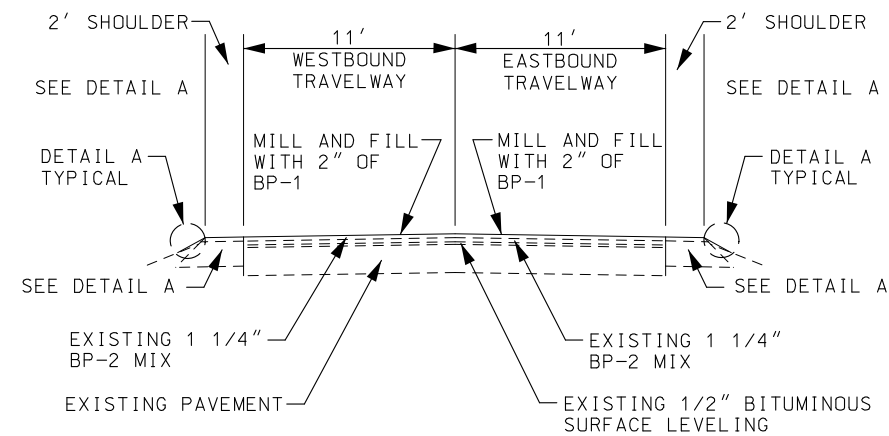 2' SHOULDER
11'
WESTBOUND
TRAVELWAY
11'
EASTBOUND
TRAVELWAY
2' SHOULDER
SEE DETAIL A
SEE DETAIL A
MILL AND FILL
WITH 2" OF
BP-1
MILL AND FILL
WITH 2" OF
BP-1
DETAIL A
TYPICAL
DETAIL A
TYPICAL
SEE DETAIL A
SEE DETAIL A
EXISTING 1 1/4"
BP-2 MIX
EXISTING 1 1/4"
BP-2 MIX
EXISTING PAVEMENT
EXISTING 1/2" BITUMINOUS
SURFACE LEVELING